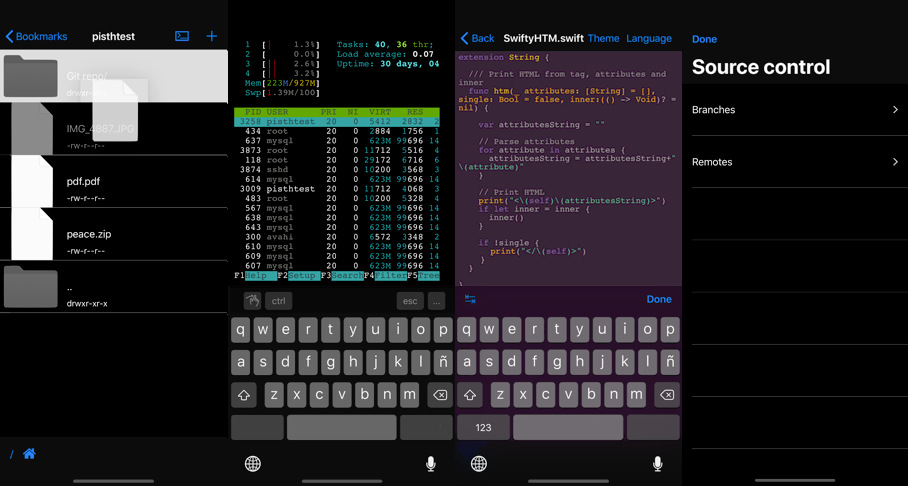 Bookmarks
pisthtest
Git repo/
IMG_4887.JPG
-rw-r--r--
pdf.pdf
-rw-r--r--
peace.zip
-rw-r--r--
..
drwxr-xr-x
/
1 [| 1.3%]
2 [ 0.0%]
3 [|| 2.6%]
4 [|| 3.2%]
Mem[223M/927M]
Swp[1.39M/100]
Tasks: 40, 36 thr;
Load average: 0.07
Uptime: 30 days, 04
PID USER PRI NI VIRT RES
3258 pisthtest 20 0 5412 2832 2
434 root 20 0 2884 1756 1
637 mysql 20 0 623M 99696 14
3873 root 20 0 11712 5516 4
118 root 20 0 29172 6716 6
3874 sshd 20 0 10200 3568 3
614 mysql 20 0 623M 99696 14
3009 pisthtest 20 0 11712 4068 3
483 root 20 0 10200 5328 4
567 mysql 20 0 623M 99696 14
638 mysql 20 0 623M 99696 14
643 mysql 20 0 623M 99696 14
300 avahi 20 0 6572 3348 2
610 mysql 20 0 623M 99696 14
609 mysql 20 0 623M 99696 14
607 mysql 20 0 623M 99696 14
F1Help F2Setup F3SearchF4FilterF5Tree
ctrl
esc
...
q w e r t y u i o p
a s d f g h j k l ñ
z x c v b n m
Back
SwiftyHTM.swift
Theme
Language
extension String {
/// Print HTML from tag, attributes and
inner
func htm(_ attributes: [String] = [],
single: Bool = false, inner:(() -> Void)? =
nil) {
var attributesString = ""
// Parse attributes
for attribute in attributes {
attributesString = attributesString+"
\(attribute)"
}
// Print HTML
print("<\(self)\(attributesString)>")
if let inner = inner {
inner()
}
if !single {
print("</\(self)>")
}
}
}
Done
q w e r t y u i o p
a s d f g h j k l ñ
z x c v b n m
123
Done
Source control
Branches
Remotes